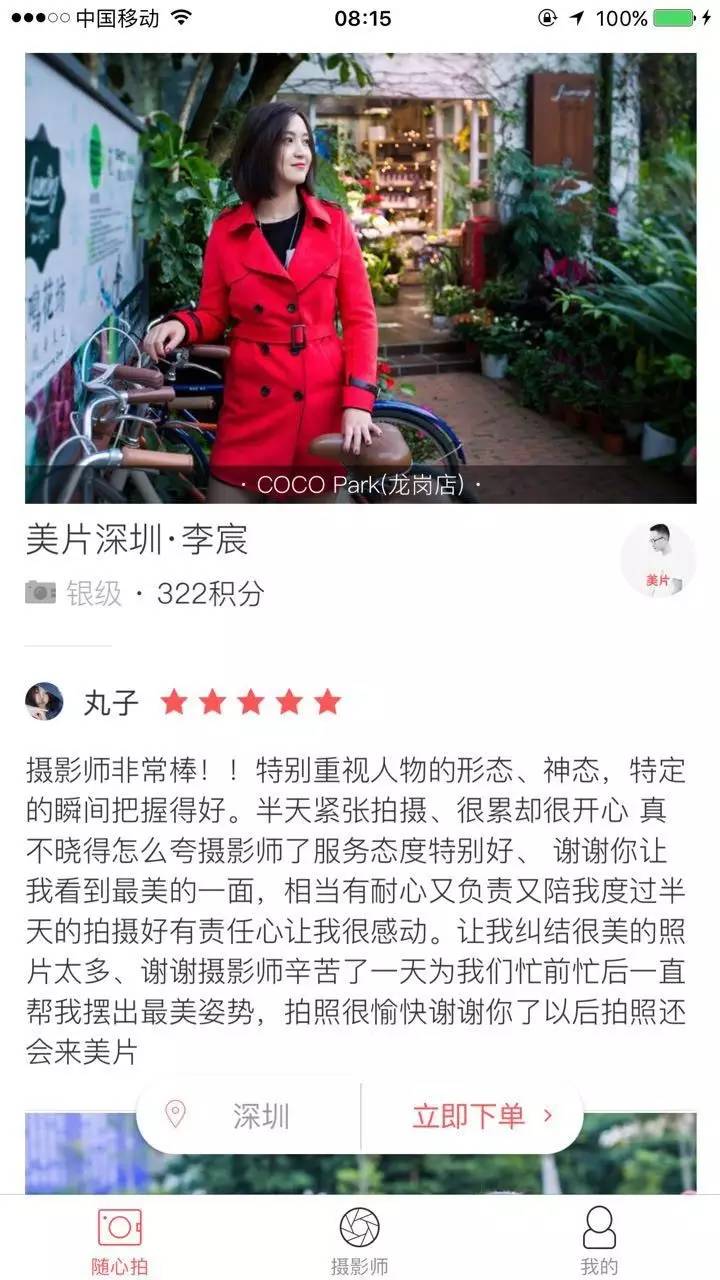 中国移动
08:15
100%
鸣花坊
· COCO Park(龙岗店) ·
美片深圳·李宸
美片
银级 · 322积分
丸子
摄影师非常棒！！特别重视人物的形态、神态，特定
的瞬间把握得好。半天紧张拍摄、很累却很开心 真
不晓得怎么夸摄影师了服务态度特别好、 谢谢你让
我看到最美的一面，相当有耐心又负责又陪我度过半
天的拍摄好有责任心让我很感动。让我纠结很美的照
片太多、谢谢摄影师辛苦了一天为我们忙前忙后一直
帮我摆出最美姿势，拍照很愉快谢谢你了以后拍照还
会来美片
深圳
立即下单 ›
随心拍
摄影师
我的